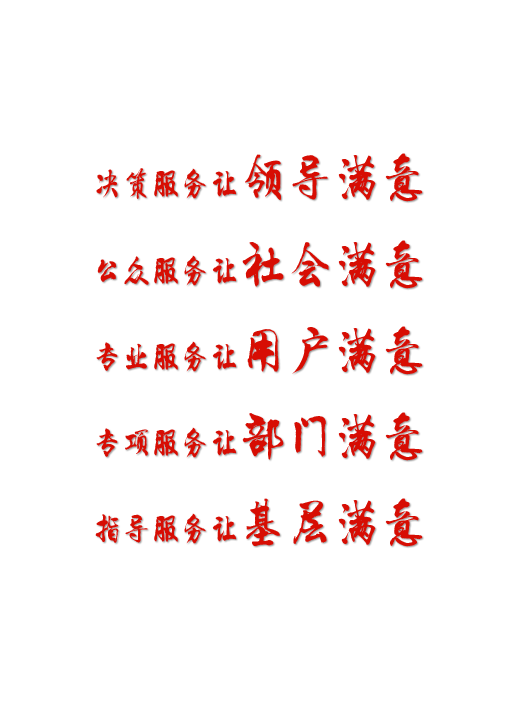 决策服务让领导满意
公众服务让社会满意
专业服务让用户满意
专项服务让部门满意
指导服务让基层满意